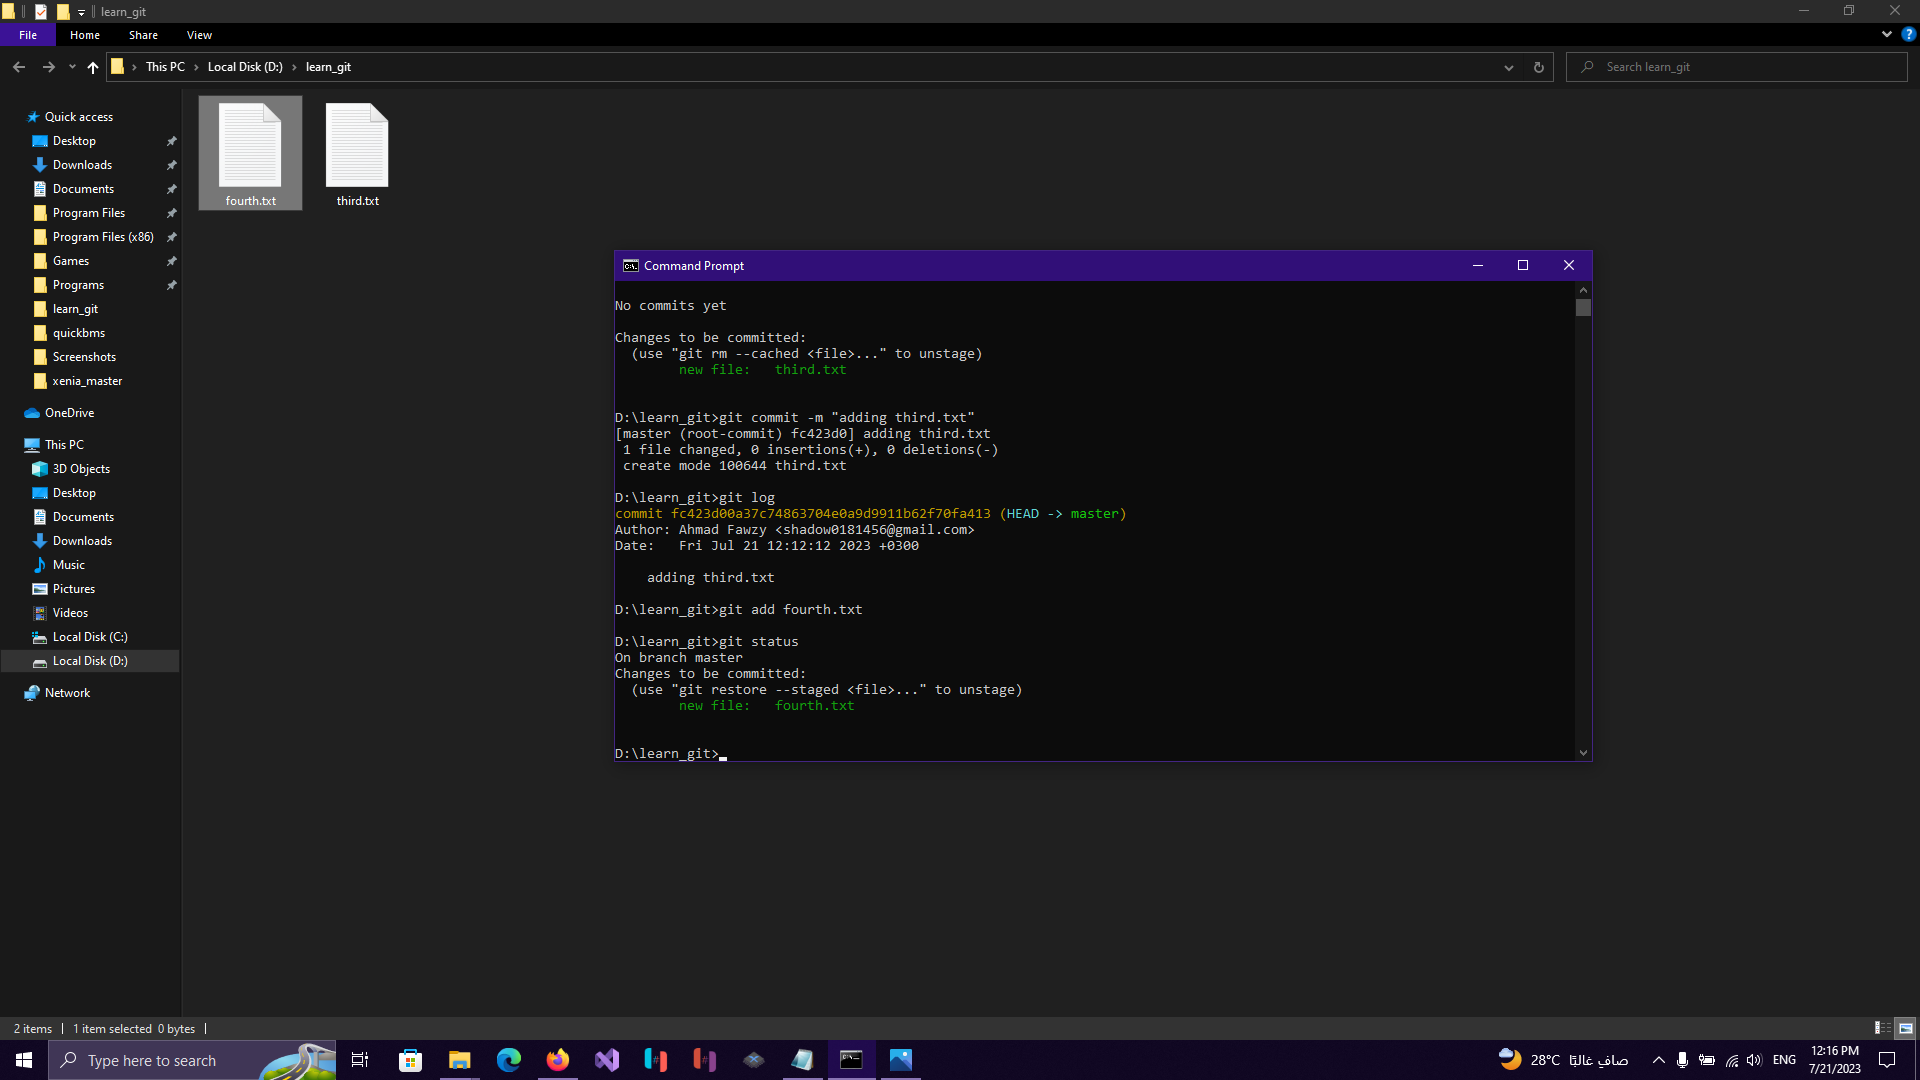 learn_git
File
Home
Share
View
This PC
Local Disk (D:)
learn_git
Search learn_git
Quick access
Desktop
Downloads
Documents
Program Files
Program Files (x86)
Games
Programs
learn_git
quickbms
Screenshots
xenia_master
OneDrive
This PC
3D Objects
Desktop
Documents
Downloads
Music
Pictures
Videos
Local Disk (C:)
Local Disk (D:)
Network
fourth.txt
third.txt
Command Prompt
No commits yet
Changes to be committed:
(use "git rm --cached <file>..." to unstage)
new file:   third.txt
D:\learn_git>git commit -m "adding third.txt"
[master (root-commit) fc423d0] adding third.txt
1 file changed, 0 insertions(+), 0 deletions(-)
create mode 100644 third.txt
D:\learn_git>git log
commit fc423d00a37c74863704e0a9d9911b62f70fa413 (HEAD -> master)
Author: Ahmad Fawzy <shadow0181456@gmail.com>
Date:   Fri Jul 21 12:12:12 2023 +0300
adding third.txt
D:\learn_git>git add fourth.txt
D:\learn_git>git status
On branch master
Changes to be committed:
(use "git restore --staged <file>..." to unstage)
new file:   fourth.txt
D:\learn_git>
2 items
1 item selected 0 bytes
Type here to search
28°C صافٍ غالبًا
ENG
12:16 PM
7/21/2023